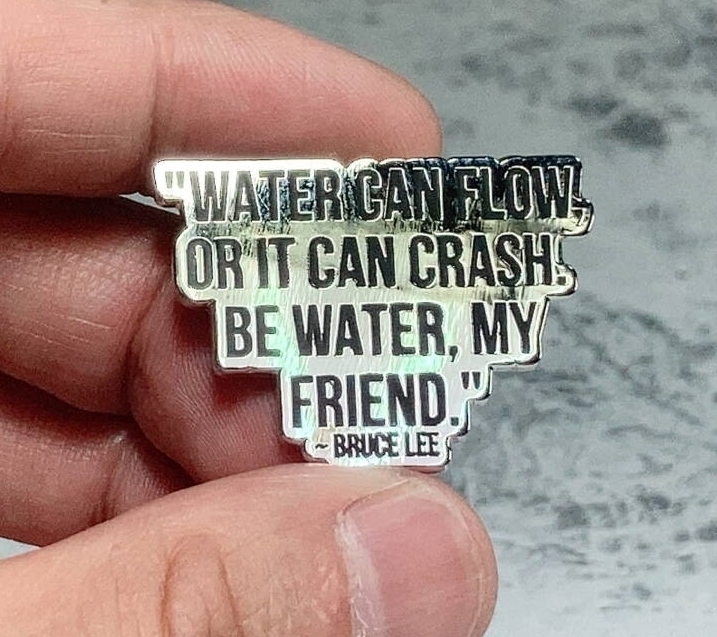 "WATER CAN FLOW,
OR IT CAN CRASH.
BE WATER, MY
FRIEND."
~ BRUCE LEE